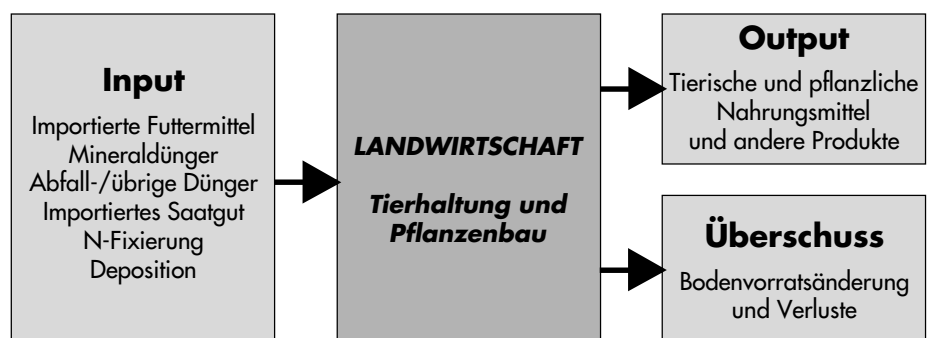 Input
Importierte Futtermittel
Mineraldünger
Abfall-/übrige Dünger
Importiertes Saatgut
N-Fixierung
Deposition
LANDWIRTSCHAFT
Tierhaltung und
Pflanzenbau
Output
Tierische und pflanzliche
Nahrungsmittel
und andere Produkte
Überschuss
Bodenvorratsänderung
und Verluste